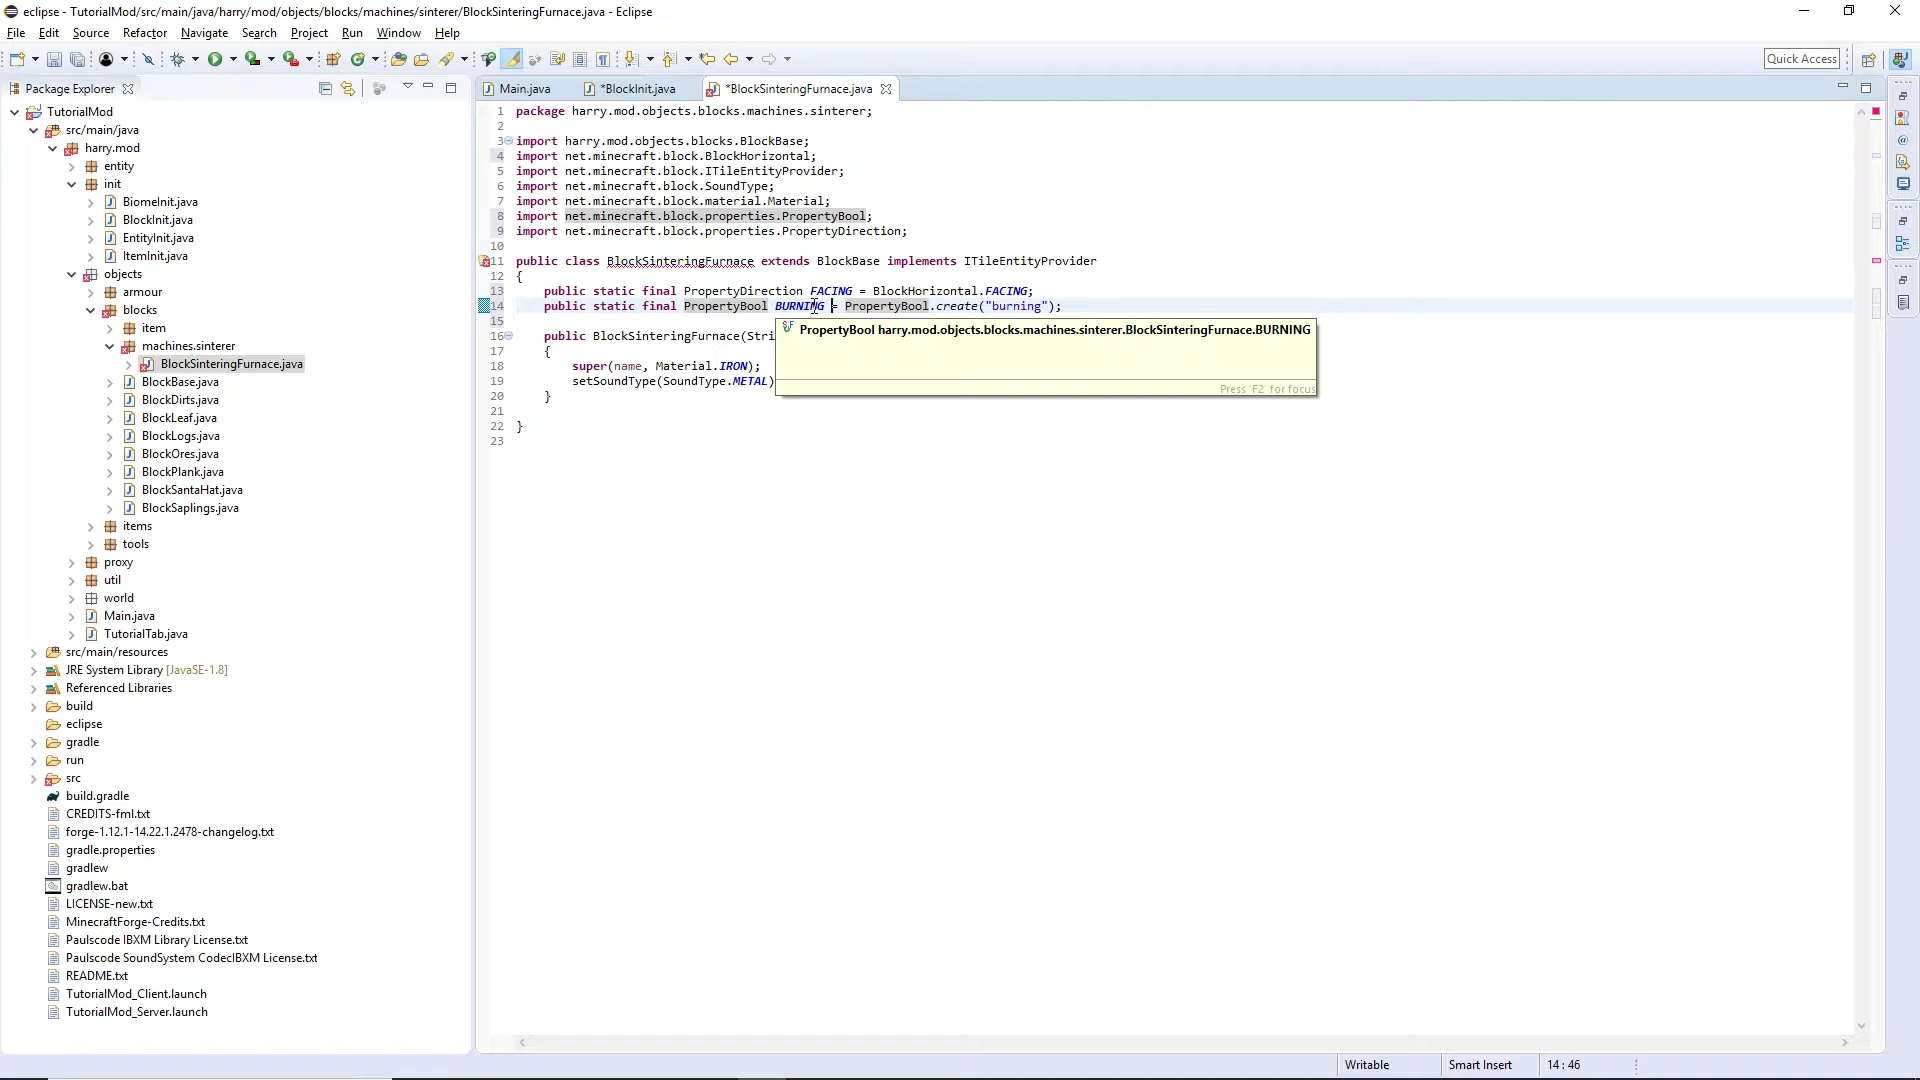 eclipse - TutorialMod/src/main/java/harry/mod/objects/blocks/machines/sinterer/BlockSinteringFurnace.java - Eclipse
File Edit Source Refactor Navigate Search Project Run Window Help
Quick Access
Package Explorer
TutorialMod
src/main/java
harry.mod
entity
init
BiomeInit.java
BlockInit.java
EntityInit.java
ItemInit.java
objects
armour
blocks
item
machines.sinterer
BlockSinteringFurnace.java
BlockBase.java
BlockDirts.java
BlockLeaf.java
BlockLogs.java
BlockOres.java
BlockPlank.java
BlockSantaHat.java
BlockSaplings.java
items
tools
proxy
util
world
Main.java
TutorialTab.java
src/main/resources
JRE System Library [JavaSE-1.8]
Referenced Libraries
build
eclipse
gradle
run
src
build.gradle
CREDITS-fml.txt
forge-1.12.1-14.22.1.2478-changelog.txt
gradle.properties
gradlew
gradlew.bat
LICENSE-new.txt
MinecraftForge-Credits.txt
Paulscode IBXM Library License.txt
Paulscode SoundSystem CodecIBXM License.txt
README.txt
TutorialMod_Client.launch
TutorialMod_Server.launch
Main.java *BlockInit.java *BlockSinteringFurnace.java
1 package harry.mod.objects.blocks.machines.sinterer;
2
3 import harry.mod.objects.blocks.BlockBase;
4 import net.minecraft.block.BlockHorizontal;
5 import net.minecraft.block.ITileEntityProvider;
6 import net.minecraft.block.SoundType;
7 import net.minecraft.block.material.Material;
8 import net.minecraft.block.properties.PropertyBool;
9 import net.minecraft.block.properties.PropertyDirection;
10
11 public class BlockSinteringFurnace extends BlockBase implements ITileEntityProvider
12 {
13 public static final PropertyDirection FACING = BlockHorizontal.FACING;
14 public static final PropertyBool BURNING = PropertyBool.create("burning");
15
16 public BlockSinteringFurnace(Stri
17 {
18 super(name, Material.IRON);
19 setSoundType(SoundType.METAL)
20 }
21
22 }
23
PropertyBool harry.mod.objects.blocks.machines.sinterer.BlockSinteringFurnace.BURNING
Press 'F2' for focus
Writable Smart Insert 14 : 46